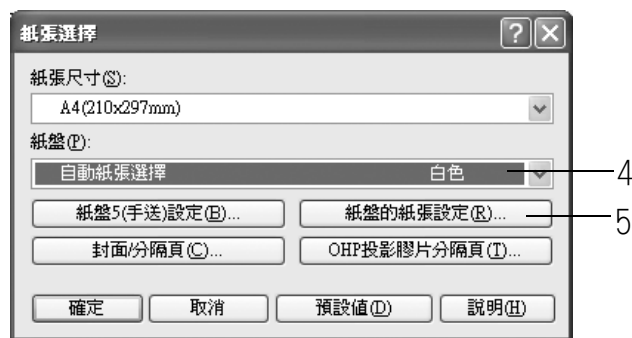 紙張選擇
紙張尺寸(S):
A4(210x297mm)
紙盤(P):
自動紙張選擇 白色 4
紙盤5(手送)設定(B)... 紙盤的紙張設定(R)... 5
封面/分隔頁(C)... OHP投影膠片分隔頁(T)...
確定 取消 預設值(D) 說明(H)